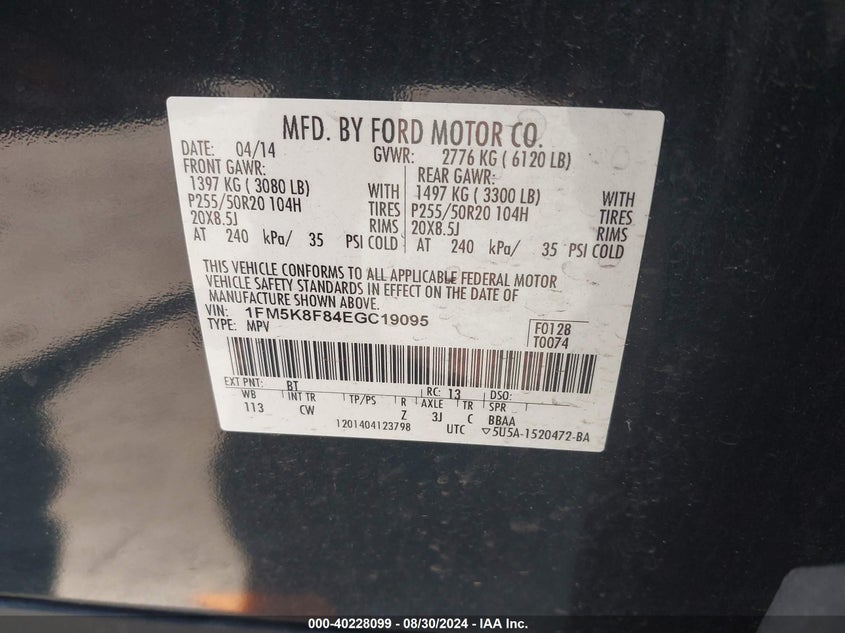 MFD. BY FORD MOTOR CO.
DATE: 04/14 GVWR: 2776 KG ( 6120 LB)
FRONT GAWR: REAR GAWR:
1397 KG ( 3080 LB) WITH 1497 KG ( 3300 LB) WITH
P255/50R20 104H TIRES P255/50R20 104H TIRES
20X8.5J RIMS 20X8.5J RIMS
AT 240 kPa/ 35 PSI COLD AT 240 kPa/ 35 PSI COLD
THIS VEHICLE CONFORMS TO ALL APPLICABLE FEDERAL MOTOR
VEHICLE SAFETY STANDARDS IN EFFECT ON THE DATE OF
MANUFACTURE SHOWN ABOVE.
VIN: 1FM5K8F84EGC19095 F0128
TYPE: MPV T0074
EXT PNT: BT RC: 13 DSO:
WB INT TR TP/PS R AXLE TR SPR
113 CW Z 3J C BBAA
1201404123798 UTC ▽5U5A-1520472-BA
000-40228099 - 08/30/2024 - IAA Inc.